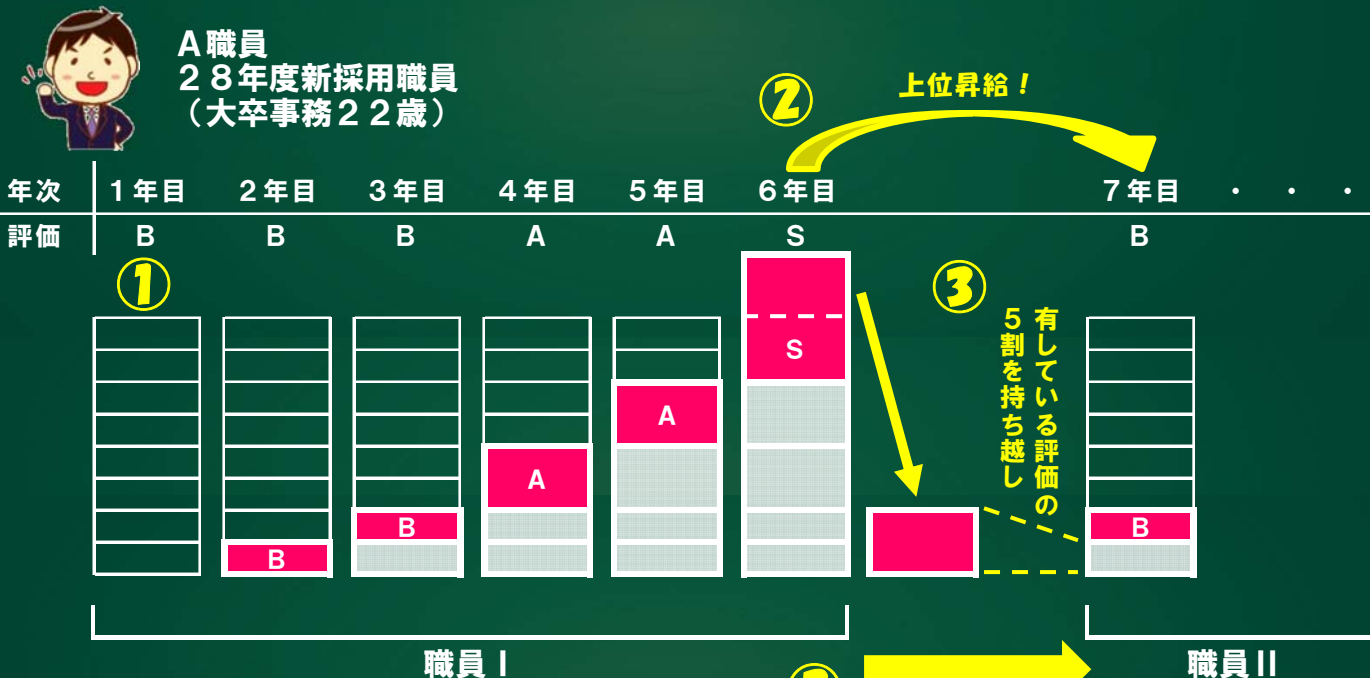 A職員
28年度新採用職員
(大卒事務22歳)
② 上位昇給!
年次 1年目 2年目 3年目 4年目 5年目 6年目 7年目 ・ ・ ・
評価 B B B A A S B
①
③
有している評価の
5割を持ち越し
S
A
A
B
B
B
職員Ⅰ 職員Ⅱ